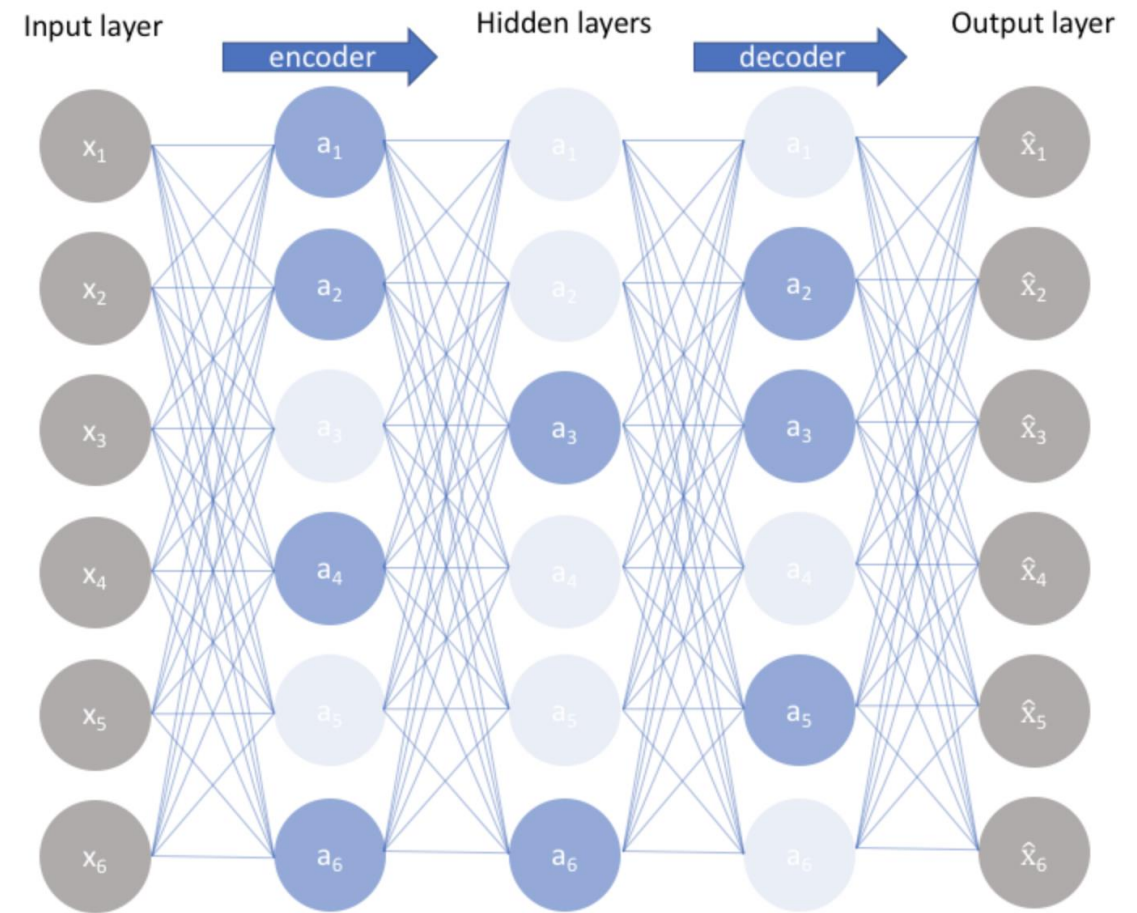 Input layer
Hidden layers
Output layer
encoder
decoder
x₁ a₁ a₁ a₁ x̂₁
x₂ a₂ a₂ a₂ x̂₂
x₃ a₃ a₃ a₃ x̂₃
x₄ a₄ a₄ a₄ x̂₄
x₅ a₅ a₅ a₅ x̂₅
x₆ a₆ a₆ a₆ x̂₆